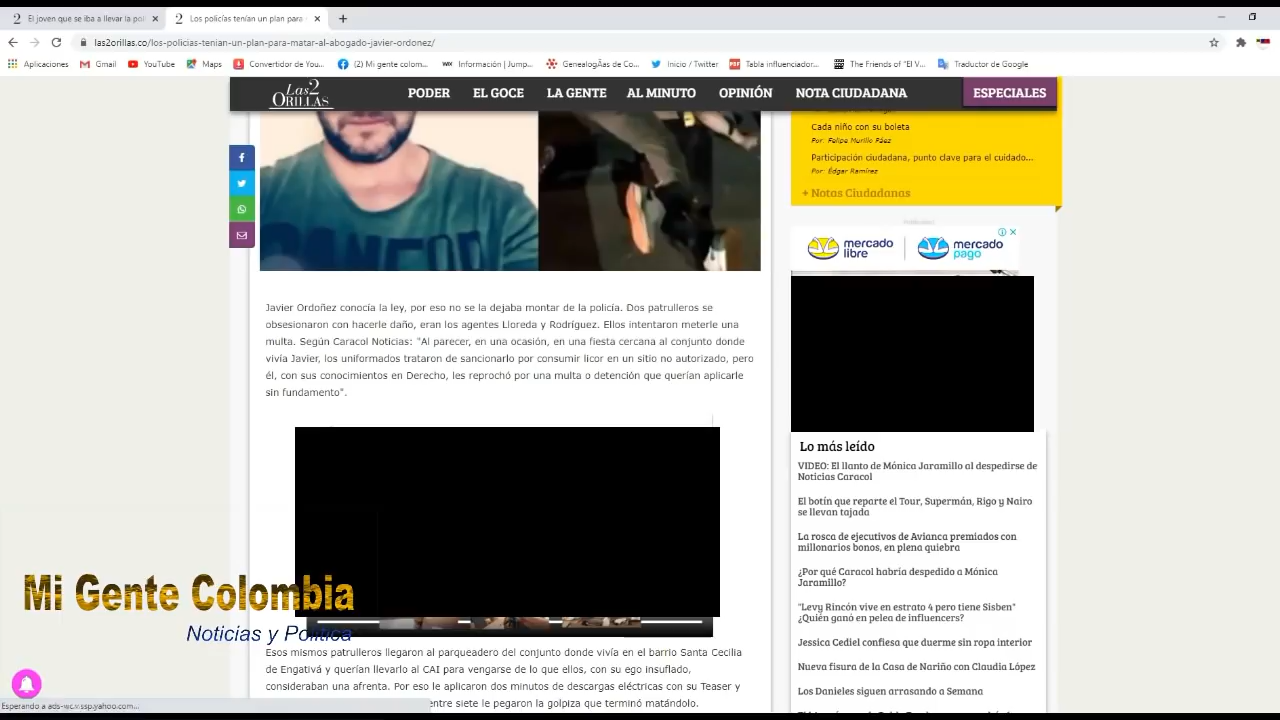 El joven que se iba a llevar la pol
Los policías tenían un plan para
las2orillas.co/los-policias-tenian-un-plan-para-matar-al-abogado-javier-ordonez/
Aplicaciones
Gmail
YouTube
Maps
Convertidor de You...
(2) Mi gente colom...
Información | Jump...
GenealogÃ­as de Co...
Inicio / Twitter
Tabla influenciador...
The Friends of "El V...
Traductor de Google
Las2 ORILLAS
PODER
EL GOCE
LA GENTE
AL MINUTO
OPINIÓN
NOTA CIUDADANA
ESPECIALES
Cada niño con su boleta
Por: Felipe Murillo Páez
Participación ciudadana, punto clave para el cuidado...
Por: Édgar Ramírez
+ Notas Ciudadanas
mercado libre
mercado pago
Javier Ordoñez conocía la ley, por eso no se la dejaba montar de la policía. Dos patrulleros se
obsesionaron con hacerle daño, eran los agentes Lloreda y Rodríguez. Ellos intentaron meterle una
multa. Según Caracol Noticias: "Al parecer, en una ocasión, en una fiesta cercana al conjunto donde
vivía Javier, los uniformados trataron de sancionarlo por consumir licor en un sitio no autorizado, pero
él, con sus conocimientos en Derecho, les reprochó por una multa o detención que querían aplicarle
sin fundamento".
Lo más leído
VIDEO: El llanto de Mónica Jaramillo al despedirse de
Noticias Caracol
El botín que reparte el Tour, Supermán, Rigo y Nairo
se llevan tajada
La rosca de ejecutivos de Avianca premiados con
millonarios bonos, en plena quiebra
¿Por qué Caracol habría despedido a Mónica
Jaramillo?
"Levy Rincón vive en estrato 4 pero tiene Sisben"
¿Quién ganó en pelea de influencers?
Jessica Cediel confiesa que duerme sin ropa interior
Nueva fisura de la Casa de Nariño con Claudia López
Los Danieles siguen arrasando a Semana
Mi Gente Colombia
Noticias y Política
Esos mismos patrulleros llegaron al parqueadero del conjunto donde vivía en el barrio Santa Cecilia
de Engativá y querían llevarlo al CAI para vengarse de lo que ellos, con su ego insuflado,
consideraban una afrenta. Por eso le aplicaron dos minutos de descargas eléctricas con su Teaser y
entre siete le pegaron la golpiza que terminó matándolo.
Esperando a ads-wc.v.ssp.yahoo.com...